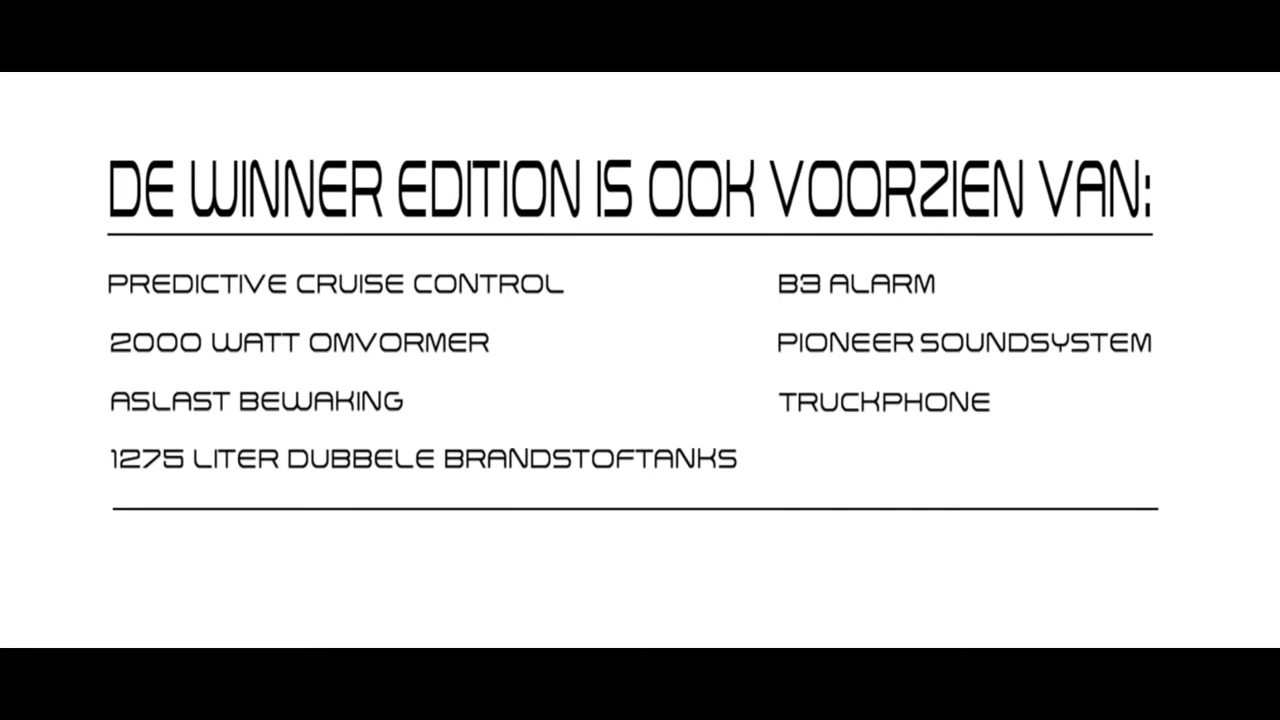 DE WINNER EDITION IS OOK VOORZIEN VAN:
PREDICTIVE CRUISE CONTROL
2000 WATT OMVORMER
ASLAST BEWAKING
1275 LITER DUBBELE BRANDSTOFTANKS
B3 ALARM
PIONEER SOUNDSYSTEM
TRUCKPHONE